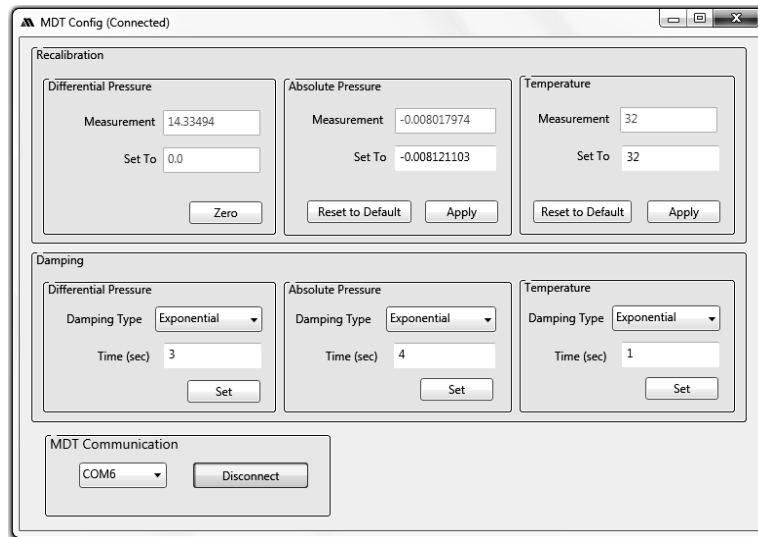 MDT Config (Connected)
Recalibration
Differential Pressure
Measurement 14.33494
Set To 0.0
Zero
Absolute Pressure
Measurement -0.008017974
Set To -0.008121103
Reset to Default Apply
Temperature
Measurement 32
Set To 32
Reset to Default Apply
Damping
Differential Pressure
Damping Type Exponential
Time (sec) 3
Set
Absolute Pressure
Damping Type Exponential
Time (sec) 4
Set
Temperature
Damping Type Exponential
Time (sec) 1
Set
MDT Communication
COM6 Disconnect